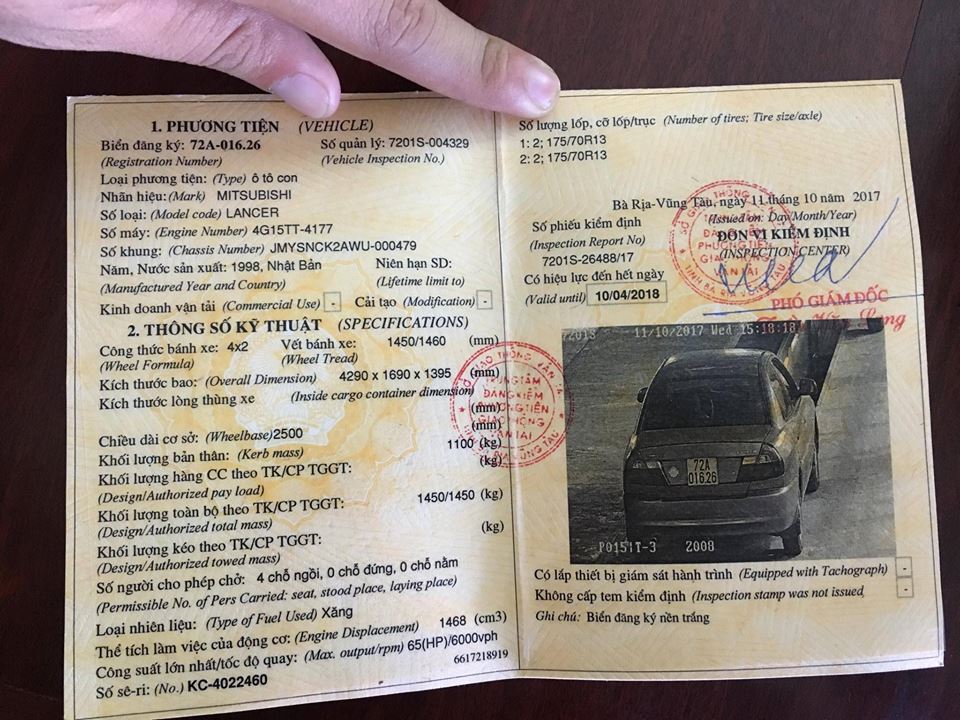 1. PHƯƠNG TIỆN (VEHICLE)
Biển đăng ký: 72A-016.26 Số quản lý: 7201S-004329
(Registration Number) (Vehicle Inspection No.)
Loại phương tiện: (Type) ô tô con
Nhãn hiệu: (Mark) MITSUBISHI
Số loại: (Model code) LANCER
Số máy: (Engine Number) 4G15TT-4177
Số khung: (Chassis Number) JMYSNCK2AWU-000479
Năm, Nước sản xuất: 1998, Nhật Bản Niên hạn SD:
(Manufactured Year and Country) (Lifetime limit to)
Kinh doanh vận tải (Commercial Use) - Cải tạo (Modification) -
2. THÔNG SỐ KỸ THUẬT (SPECIFICATIONS)
Công thức bánh xe: 4x2 Vết bánh xe: 1450/1460 (mm)
(Wheel Formula) (Wheel Tread)
Kích thước bao: (Overall Dimension) 4290 x 1690 x 1395 (mm)
Kích thước lòng thùng xe (Inside cargo container dimension)
(mm)
Chiều dài cơ sở: (Wheelbase) 2500 (mm)
Khối lượng bản thân: (Kerb mass) 1100 (kg)
Khối lượng hàng CC theo TK/CP TGGT: (kg)
(Design/Authorized pay load)
Khối lượng toàn bộ theo TK/CP TGGT: 1450/1450 (kg)
(Design/Authorized total mass)
Khối lượng kéo theo TK/CP TGGT: (kg)
(Design/Authorized towed mass)
Số người cho phép chở: 4 chỗ ngồi, 0 chỗ đứng, 0 chỗ nằm
(Permissible No. of Pers Carried: seat, stood place, laying place)
Loại nhiên liệu: (Type of Fuel Used) Xăng
Thể tích làm việc của động cơ: (Engine Displacement) 1468 (cm3)
Công suất lớn nhất/tốc độ quay: (Max. output/rpm) 65(HP)/6000vph
Số sê-ri: (No.) KC-4022460 6617218919
Số lượng lốp, cỡ lốp/trục (Number of tires; Tire size/axle)
1: 2; 175/70R13
2: 2; 175/70R13
Bà Rịa-Vũng Tàu, ngày 11 tháng 10 năm 2017
(Issued on: Day/Month/Year)
Số phiếu kiểm định ĐƠN VỊ KIỂM ĐỊNH
(Inspection Report No) (INSPECTION CENTER)
7201S-26488/17
Có hiệu lực đến hết ngày
(Valid until) 10/04/2018
PHÓ GIÁM ĐỐC
11/10/2017 Wed 15:18:18
72A
016.26
P0151T-3 2008
Có lắp thiết bị giám sát hành trình (Equipped with Tachograph) -
Không cấp tem kiểm định (Inspection stamp was not issued -
Ghi chú: Biển đăng ký nền trắng